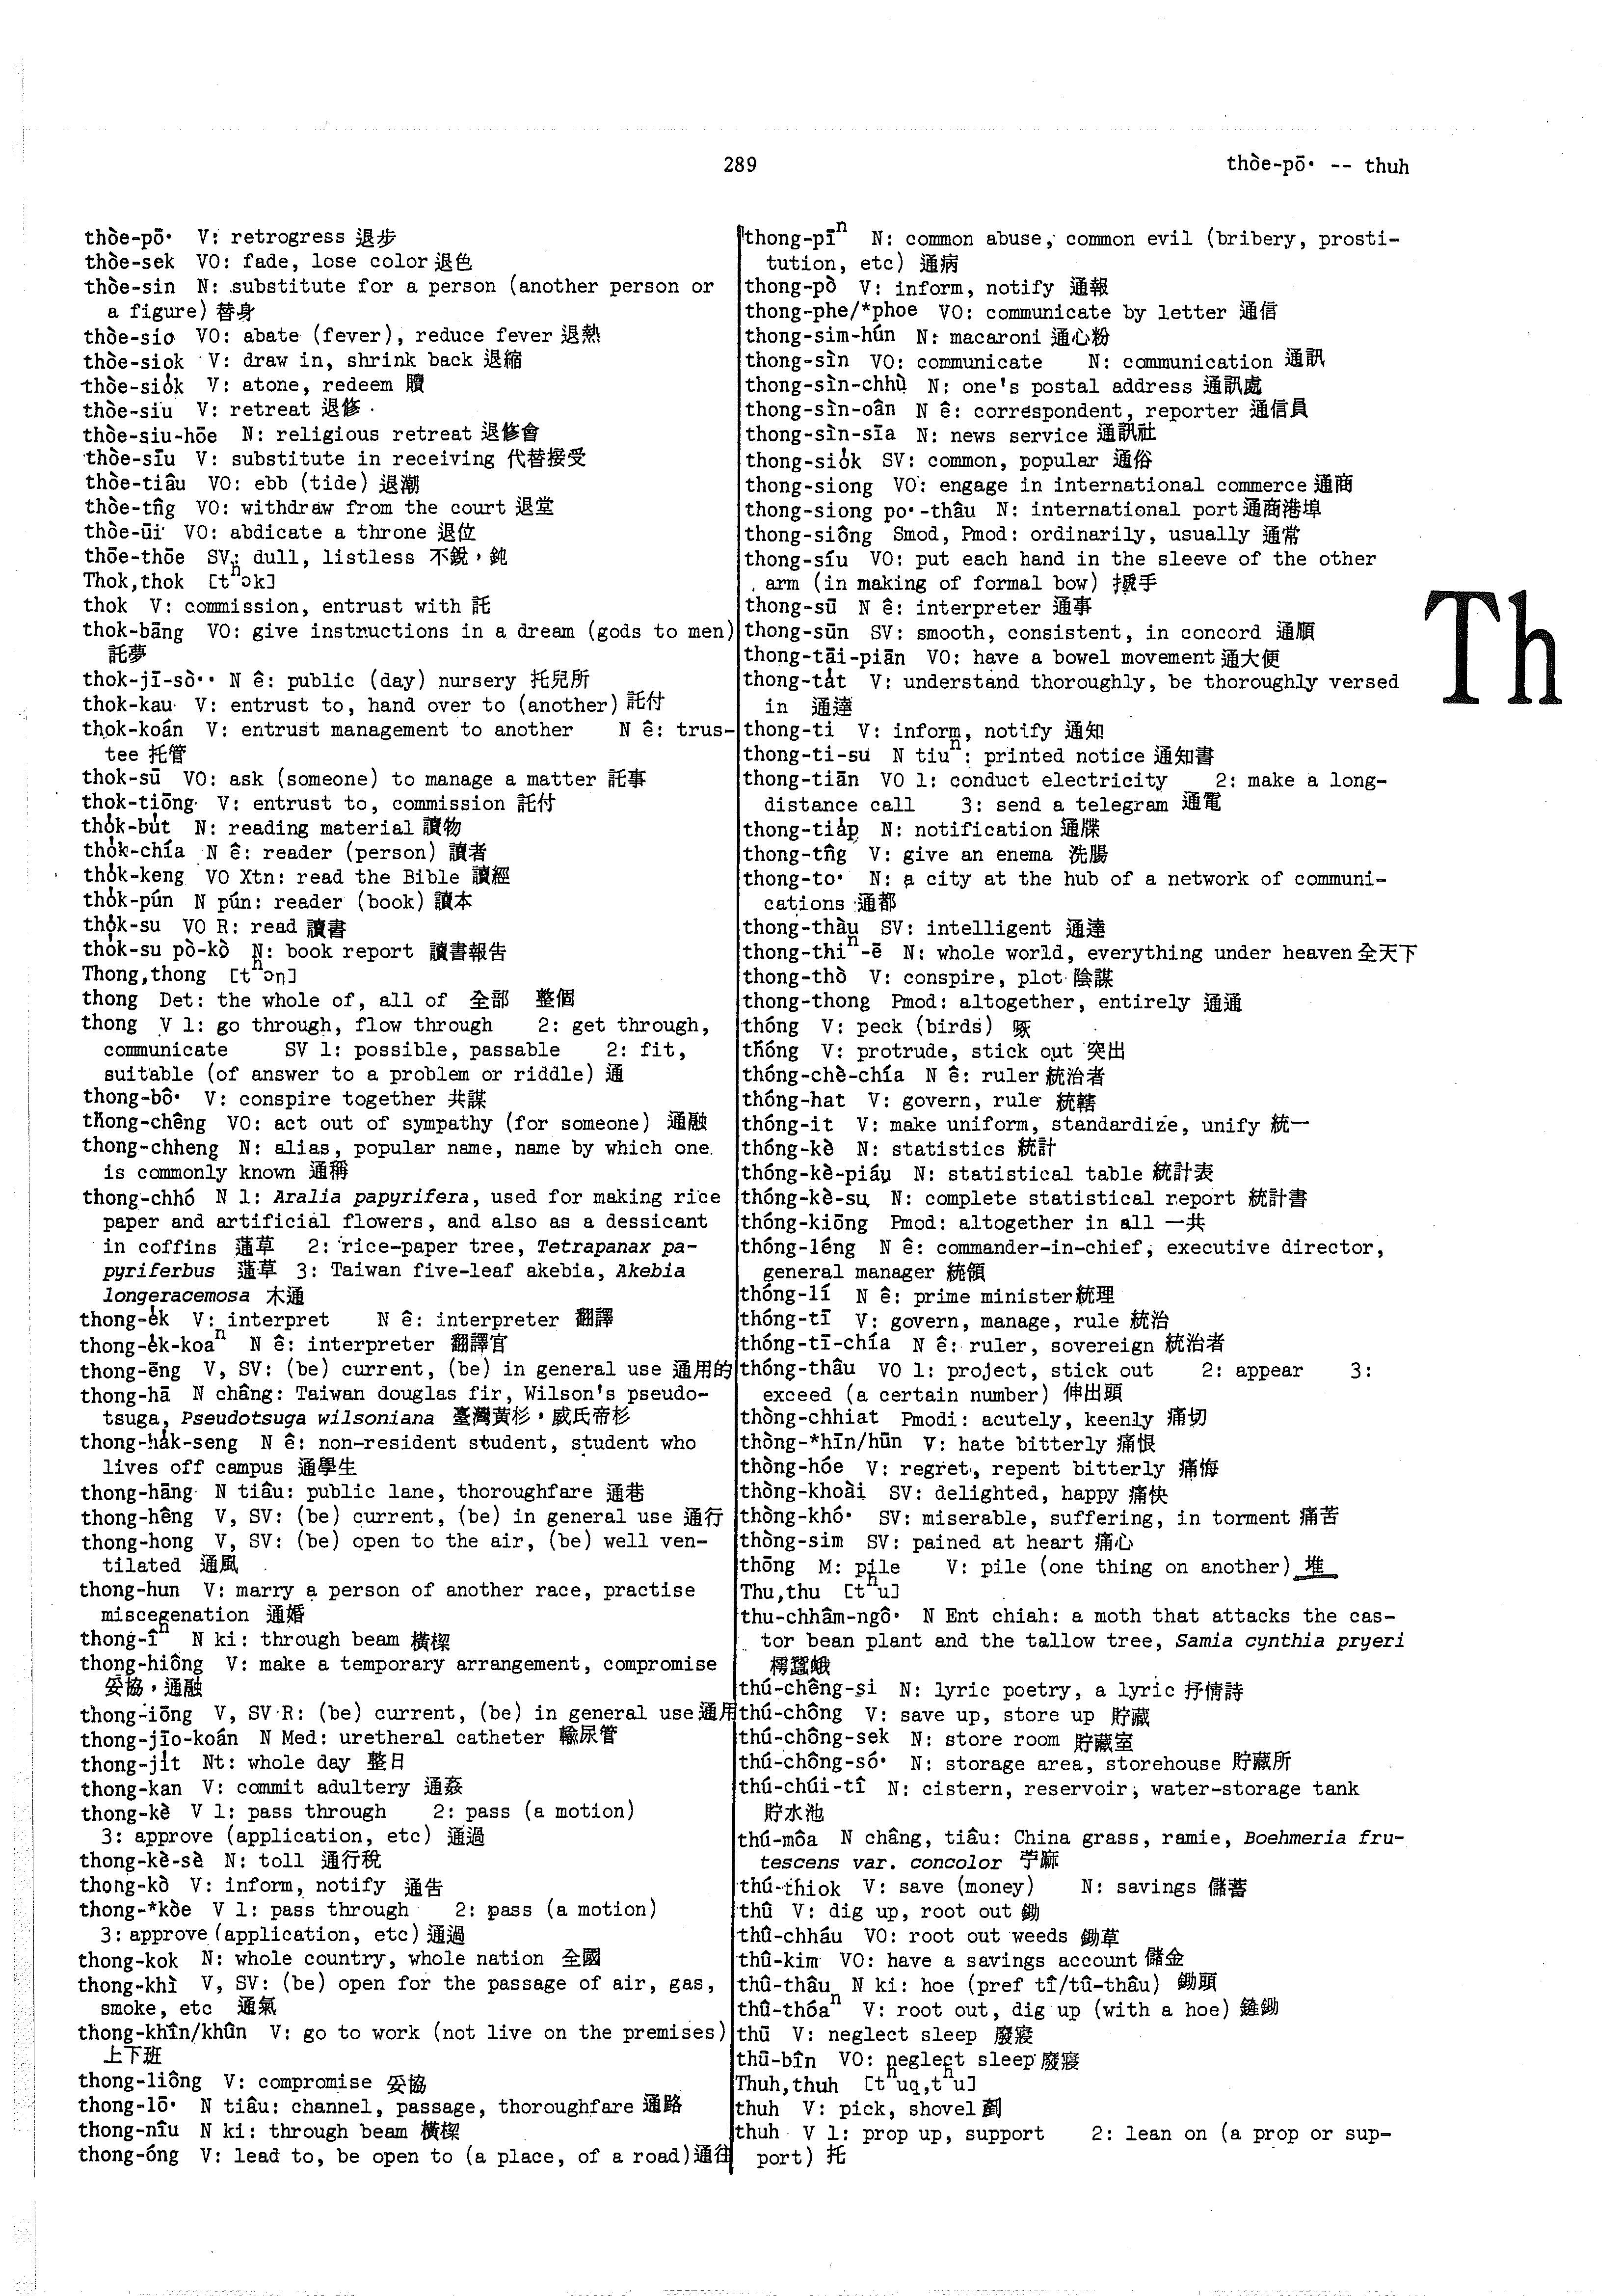 289
thòe-pō· -- thuh
thòe-pō· V: retrogress 退步
thòe-sek VO: fade, lose color 退色
thòe-sin N: substitute for a person (another person or
a figure) 替身
thòe-sio VO: abate (fever), reduce fever 退熱
thòe-siok V: draw in, shrink back 退縮
thòe-sio̍k V: atone, redeem 贖
thòe-siu V: retreat 退修
thòe-siu-hōe N: religious retreat 退修會
thòe-sīu V: substitute in receiving 代替接受
thòe-tiâu VO: ebb (tide) 退潮
thòe-tn̂g VO: withdraw from the court 退堂
thòe-ūi VO: abdicate a throne 退位
thōe-thōe SV: dull, listless 不銳，鈍
Thok,thok [tʰɔk]
thok V: commission, entrust with 託
thok-bāng VO: give instructions in a dream (gods to men)
託夢
thok-jī-sò·· N ê: public (day) nursery 托兒所
thok-kau V: entrust to, hand over to (another) 託付
thok-koán V: entrust management to another N ê: trus-
tee 托管
thok-sū VO: ask (someone) to manage a matter 託事
thok-tiōng V: entrust to, commission 託付
tho̍k-bu̍t N: reading material 讀物
tho̍k-chía N ê: reader (person) 讀者
tho̍k-keng VO Xtn: read the Bible 讀經
tho̍k-pún N pún: reader (book) 讀本
tho̍k-su VO R: read 讀書
tho̍k-su pò-kò N: book report 讀書報告
Thong,thong [tʰɔŋ]
thong Det: the whole of, all of 全部 整個
thong V 1: go through, flow through 2: get through,
communicate SV 1: possible, passable 2: fit,
suitable (of answer to a problem or riddle) 通
thong-bô· V: conspire together 共謀
thong-chêng VO: act out of sympathy (for someone) 通融
thong-chheng N: alias, popular name, name by which one
is commonly known 通稱
thong-chhó N 1: Aralia papyrifera, used for making rice
paper and artificial flowers, and also as a dessicant
in coffins 蓪草 2: rice-paper tree, Tetrapanax pa-
pyriferbus 蓪草 3: Taiwan five-leaf akebia, Akebia
longeracemosa 木通
thong-e̍k V: interpret N ê: interpreter 翻譯
thong-e̍k-koaⁿ N ê: interpreter 翻譯官
thong-ēng V, SV: (be) current, (be) in general use 通用的
thong-hā N châng: Taiwan douglas fir, Wilson's pseudo-
tsuga, Pseudotsuga wilsoniana 臺灣黃杉，威氏帝杉
thong-ha̍k-seng N ê: non-resident student, student who
lives off campus 通學生
thong-hāng N tiâu: public lane, thoroughfare 通巷
thong-hêng V, SV: (be) current, (be) in general use 通行
thong-hong V, SV: (be) open to the air, (be) well ven-
tilated 通風
thong-hun V: marry a person of another race, practise
miscegenation 通婚
thong-îⁿ N ki: through beam 橫樑
thong-hiông V: make a temporary arrangement, compromise
妥協，通融
thong-iōng V, SV R: (be) current, (be) in general use 通用
thong-jīo-koán N Med: uretheral catheter 輸尿管
thong-ji̍t Nt: whole day 整日
thong-kan V: commit adultery 通姦
thong-kè V 1: pass through 2: pass (a motion)
3: approve (application, etc) 通過
thong-kè-sè N: toll 通行稅
thong-kò V: inform, notify 通告
thong-*kòe V 1: pass through 2: pass (a motion)
3: approve (application, etc) 通過
thong-kok N: whole country, whole nation 全國
thong-khì V, SV: (be) open for the passage of air, gas,
smoke, etc 通氣
thong-khîn/khûn V: go to work (not live on the premises)
上下班
thong-liông V: compromise 妥協
thong-lō· N tiâu: channel, passage, thoroughfare 通路
thong-nîu N ki: through beam 橫樑
thong-óng V: lead to, be open to (a place, of a road) 通往
thong-pīⁿ N: common abuse, common evil (bribery, prosti-
tution, etc) 通病
thong-pò V: inform, notify 通報
thong-phe/*phoe VO: communicate by letter 通信
thong-sim-hún N: macaroni 通心粉
thong-sìn VO: communicate N: communication 通訊
thong-sìn-chhù N: one's postal address 通訊處
thong-sìn-oân N ê: correspondent, reporter 通信員
thong-sìn-sīa N: news service 通訊社
thong-sio̍k SV: common, popular 通俗
thong-siong VO: engage in international commerce 通商
thong-siong po·-thâu N: international port 通商港埠
thong-siông Smod, Pmod: ordinarily, usually 通常
thong-síu VO: put each hand in the sleeve of the other
arm (in making of formal bow) 手
thong-sū N ê: interpreter 通事
thong-sūn SV: smooth, consistent, in concord 通順
thong-tāi-piān VO: have a bowel movement 通大便
thong-ta̍t V: understand thoroughly, be thoroughly versed
in 通達
thong-ti V: inform, notify 通知
thong-ti-su N tiuⁿ: printed notice 通知書
thong-tiān VO 1: conduct electricity 2: make a long-
distance call 3: send a telegram 通電
thong-tia̍p N: notification 通牒
thong-tn̂g V: give an enema 洗腸
thong-to· N: a city at the hub of a network of communi-
cations 通都
thong-thàu SV: intelligent 通達
thong-thiⁿ-ē N: whole world, everything under heaven 全天下
thong-thò V: conspire, plot 陰謀
thong-thong Pmod: altogether, entirely 通通
thóng V: peck (birds) 啄
thóng V: protrude, stick out 突出
thóng-chè-chía N ê: ruler 統治者
thóng-hat V: govern, rule 統轄
thóng-it V: make uniform, standardize, unify 統一
thóng-kè N: statistics 統計
thóng-kè-piáu N: statistical table 統計表
thóng-kè-su N: complete statistical report 統計書
thóng-kiōng Pmod: altogether in all 一共
thóng-léng N ê: commander-in-chief, executive director,
general manager 統領
thóng-lí N ê: prime minister 統理
thóng-tī V: govern, manage, rule 統治
thóng-tī-chía N ê: ruler, sovereign 統治者
thóng-thâu VO 1: project, stick out 2: appear 3:
exceed (a certain number) 伸出頭
thòng-chhiat Pmodi: acutely, keenly 痛切
thòng-*hīn/hūn V: hate bitterly 痛恨
thòng-hóe V: regret, repent bitterly 痛悔
thòng-khoài SV: delighted, happy 痛快
thòng-khó· SV: miserable, suffering, in torment 痛苦
thòng-sim SV: pained at heart 痛心
thōng M: pile V: pile (one thing on another) 堆
Thu,thu [tʰu]
thu-chhâm-ngô· N Ent chiah: a moth that attacks the cas-
tor bean plant and the tallow tree, Samia cynthia pryeri
樗蠶蛾
thú-chêng-si N: lyric poetry, a lyric 抒情詩
thú-chông V: save up, store up 貯藏
thú-chông-sek N: store room 貯藏室
thú-chông-só· N: storage area, storehouse 貯藏所
thú-chúi-tî N: cistern, reservoir, water-storage tank
貯水池
thú-môa N châng, tiâu: China grass, ramie, Boehmeria fru-
tescens var. concolor 苧麻
thú-thiok V: save (money) N: savings 儲蓄
thû V: dig up, root out 鋤
thû-chháu VO: root out weeds 鋤草
thû-kim VO: have a savings account 儲金
thû-thâu N ki: hoe (pref tî/tû-thâu) 鋤頭
thû-thóaⁿ V: root out, dig up (with a hoe) 鋤
thū V: neglect sleep 廢寢
thū-bîn VO: neglect sleep 廢寢
Thuh,thuh [tʰuq,tʰu]
thuh V: pick, shovel
thuh V 1: prop up, support 2: lean on (a prop or sup-
port) 托
Th